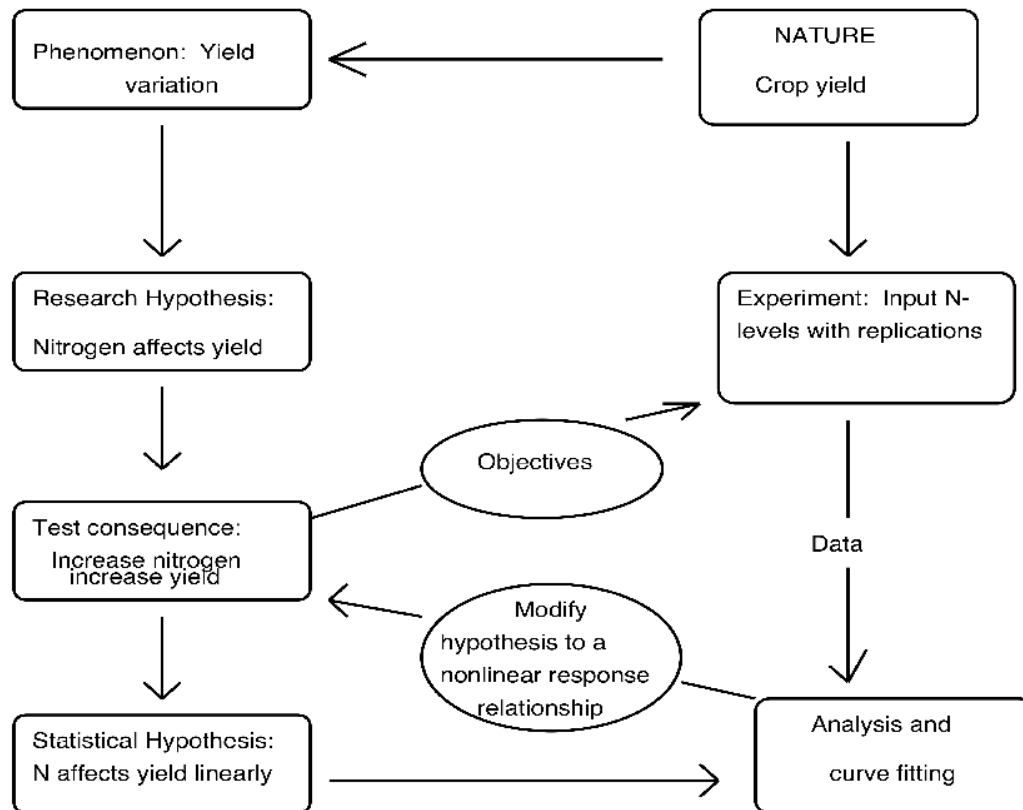 Phenomenon: Yield
variation
NATURE
Crop yield
Research Hypothesis:
Nitrogen affects yield
Experiment: Input N-
levels with replications
Objectives
Test consequence:
Increase nitrogen
increase yield
Data
Modify
hypothesis to a
nonlinear response
relationship
Statistical Hypothesis:
N affects yield linearly
Analysis and
curve fitting